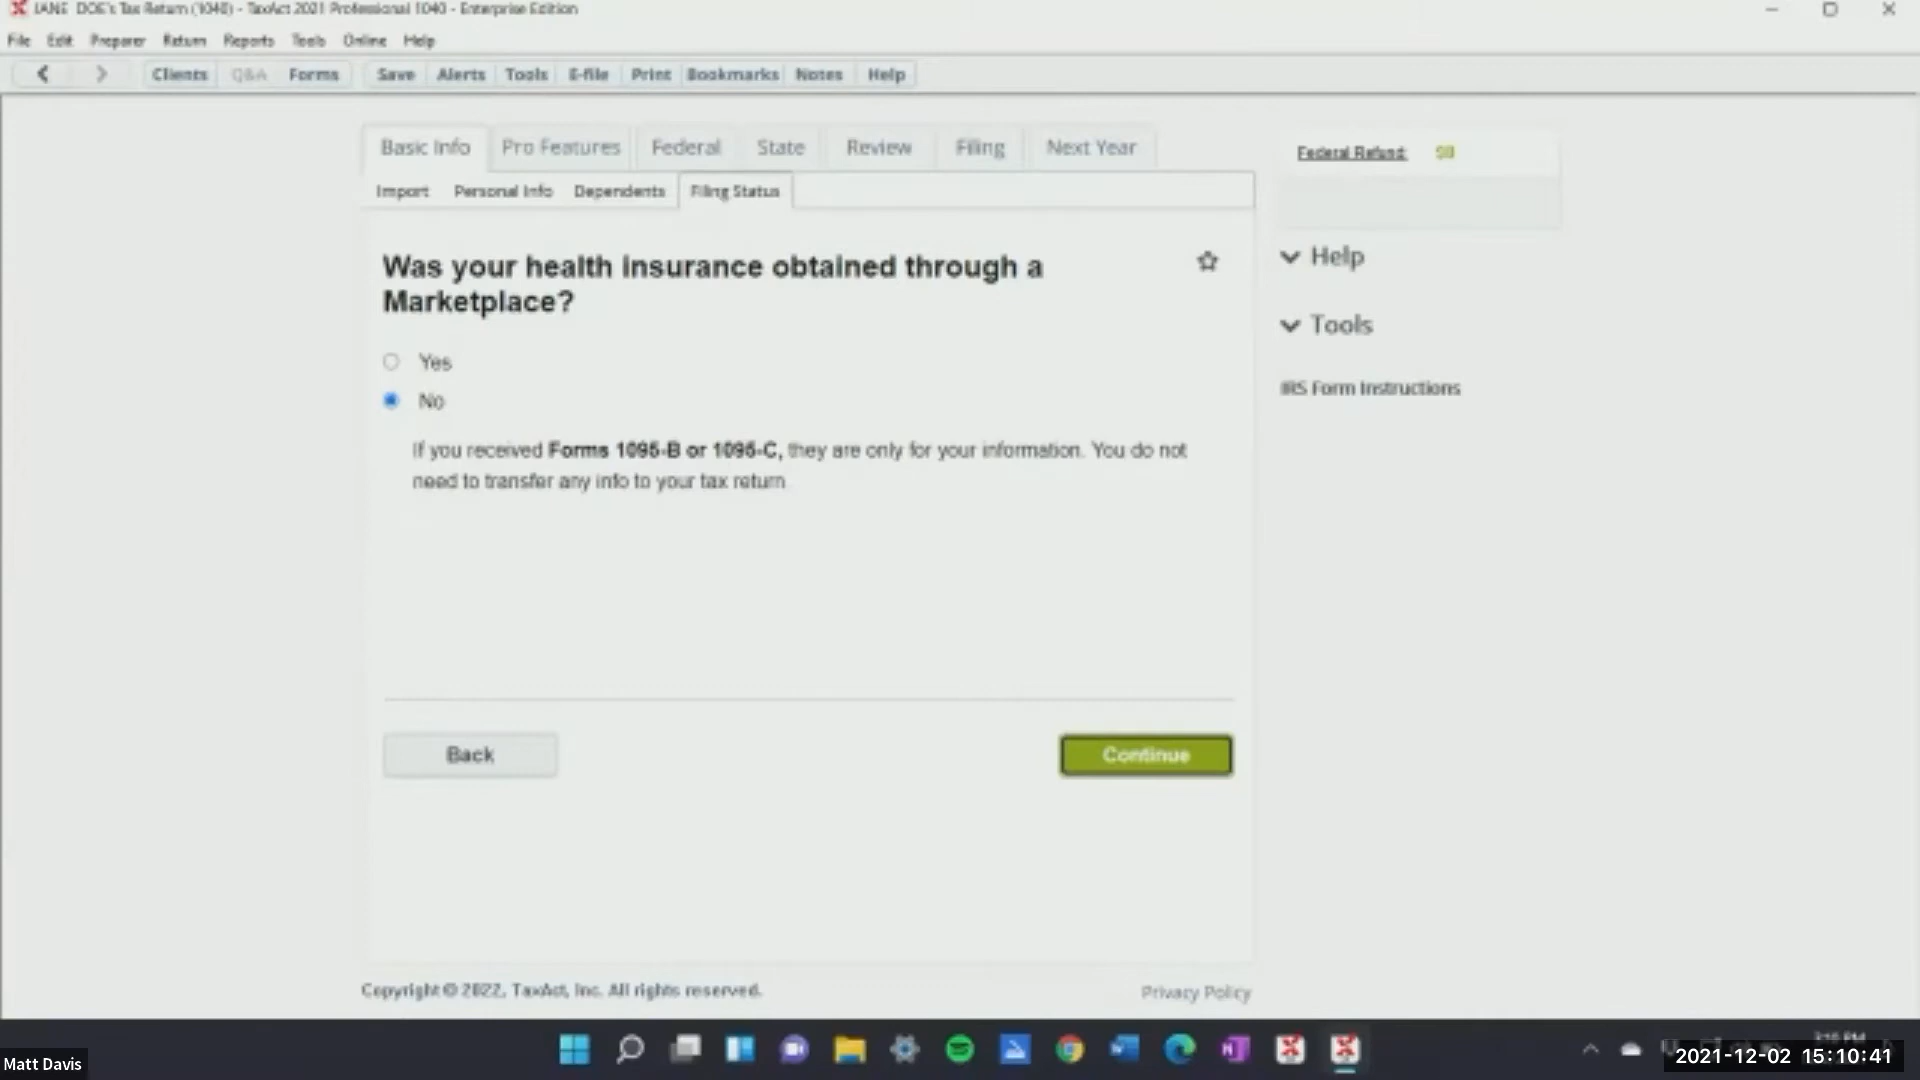 JANE DOE's Tax Return (1040) - TaxAct 2021 Professional 1040 - Enterprise Edition
File Edit Preparer Return Reports Tools Online Help
Clients Q&A Forms Save Alerts Tools E-file Print Bookmarks Notes Help
Basic Info Pro Features Federal State Review Filing Next Year
Federal Refund: $0
Import Personal Info Dependents Filing Status
Was your health insurance obtained through a
Marketplace?
Help
Tools
Yes
IRS Form Instructions
No
If you received Forms 1095-B or 1095-C, they are only for your information. You do not
need to transfer any info to your tax return
Back
Continue
Copyright © 2022, TaxAct, Inc. All rights reserved.
Privacy Policy
Matt Davis
2021-12-02 15:10:41